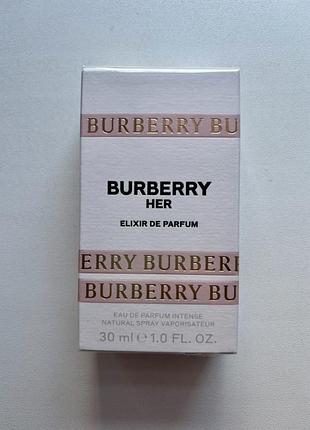 BURBERRY BU
BURBERRY
HER
ELIXIR DE PARFUM
ERRY BURBER
BURBERRY BU
EAU DE PARFUM INTENSE
NATURAL SPRAY VAPORISATEUR
30 ml ℮ 1.0 FL. OZ.